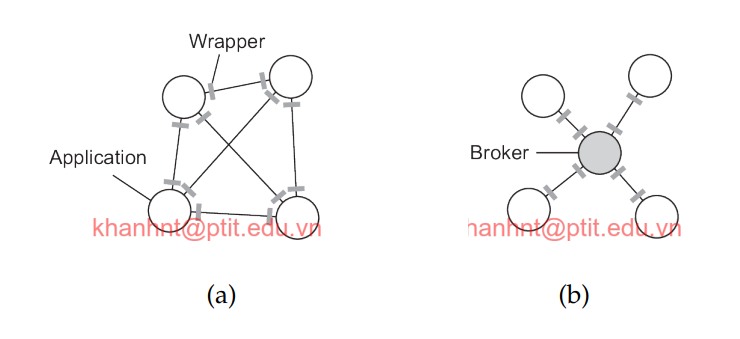 Wrapper
Application
Broker
khanhnt@ptit.edu.vn
hanhnt@ptit.edu.vn
(a)
(b)